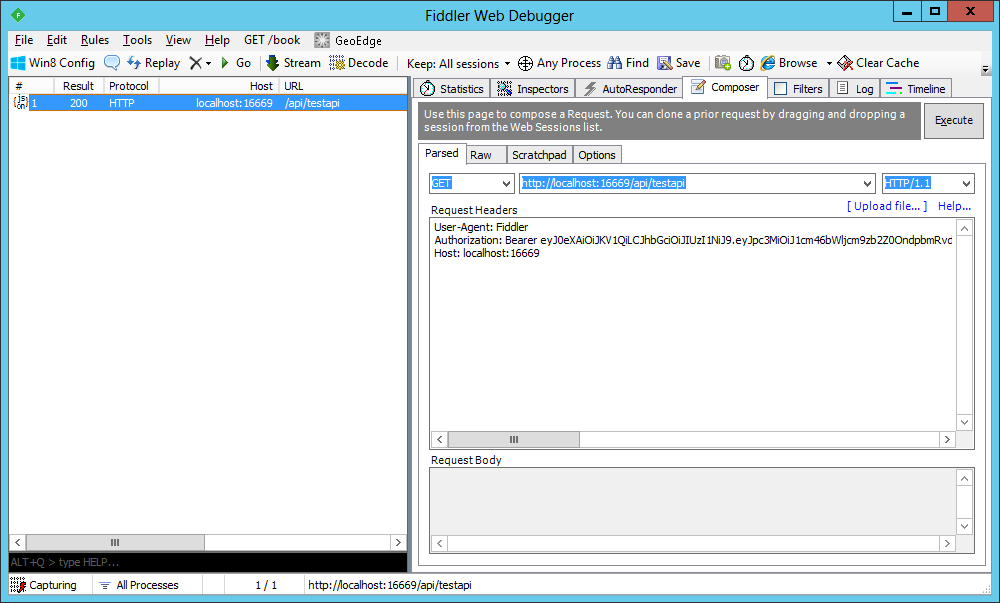 Fiddler Web Debugger
File Edit Rules Tools View Help GET /book GeoEdge
Win8 Config Replay Go Stream Decode Keep: All sessions Any Process Find Save Browse Clear Cache
# Result Protocol Host URL
1 200 HTTP localhost:16669 /api/testapi
Statistics Inspectors AutoResponder Composer Filters Log Timeline
Use this page to compose a Request. You can clone a prior request by dragging and dropping a
session from the Web Sessions list.
Execute
Parsed Raw Scratchpad Options
GET http://localhost:16669/api/testapi HTTP/1.1
[ Upload file... ] Help...
Request Headers
User-Agent: Fiddler
Authorization: Bearer eyJ0eXAiOiJKV1QiLCJhbGciOiJIUzI1NiJ9.eyJpc3MiOiJ1cm46bWljcm9zb2Z0OndpbmRvd
Host: localhost:16669
Request Body
ALT+Q > type HELP...
Capturing All Processes 1 / 1 http://localhost:16669/api/testapi